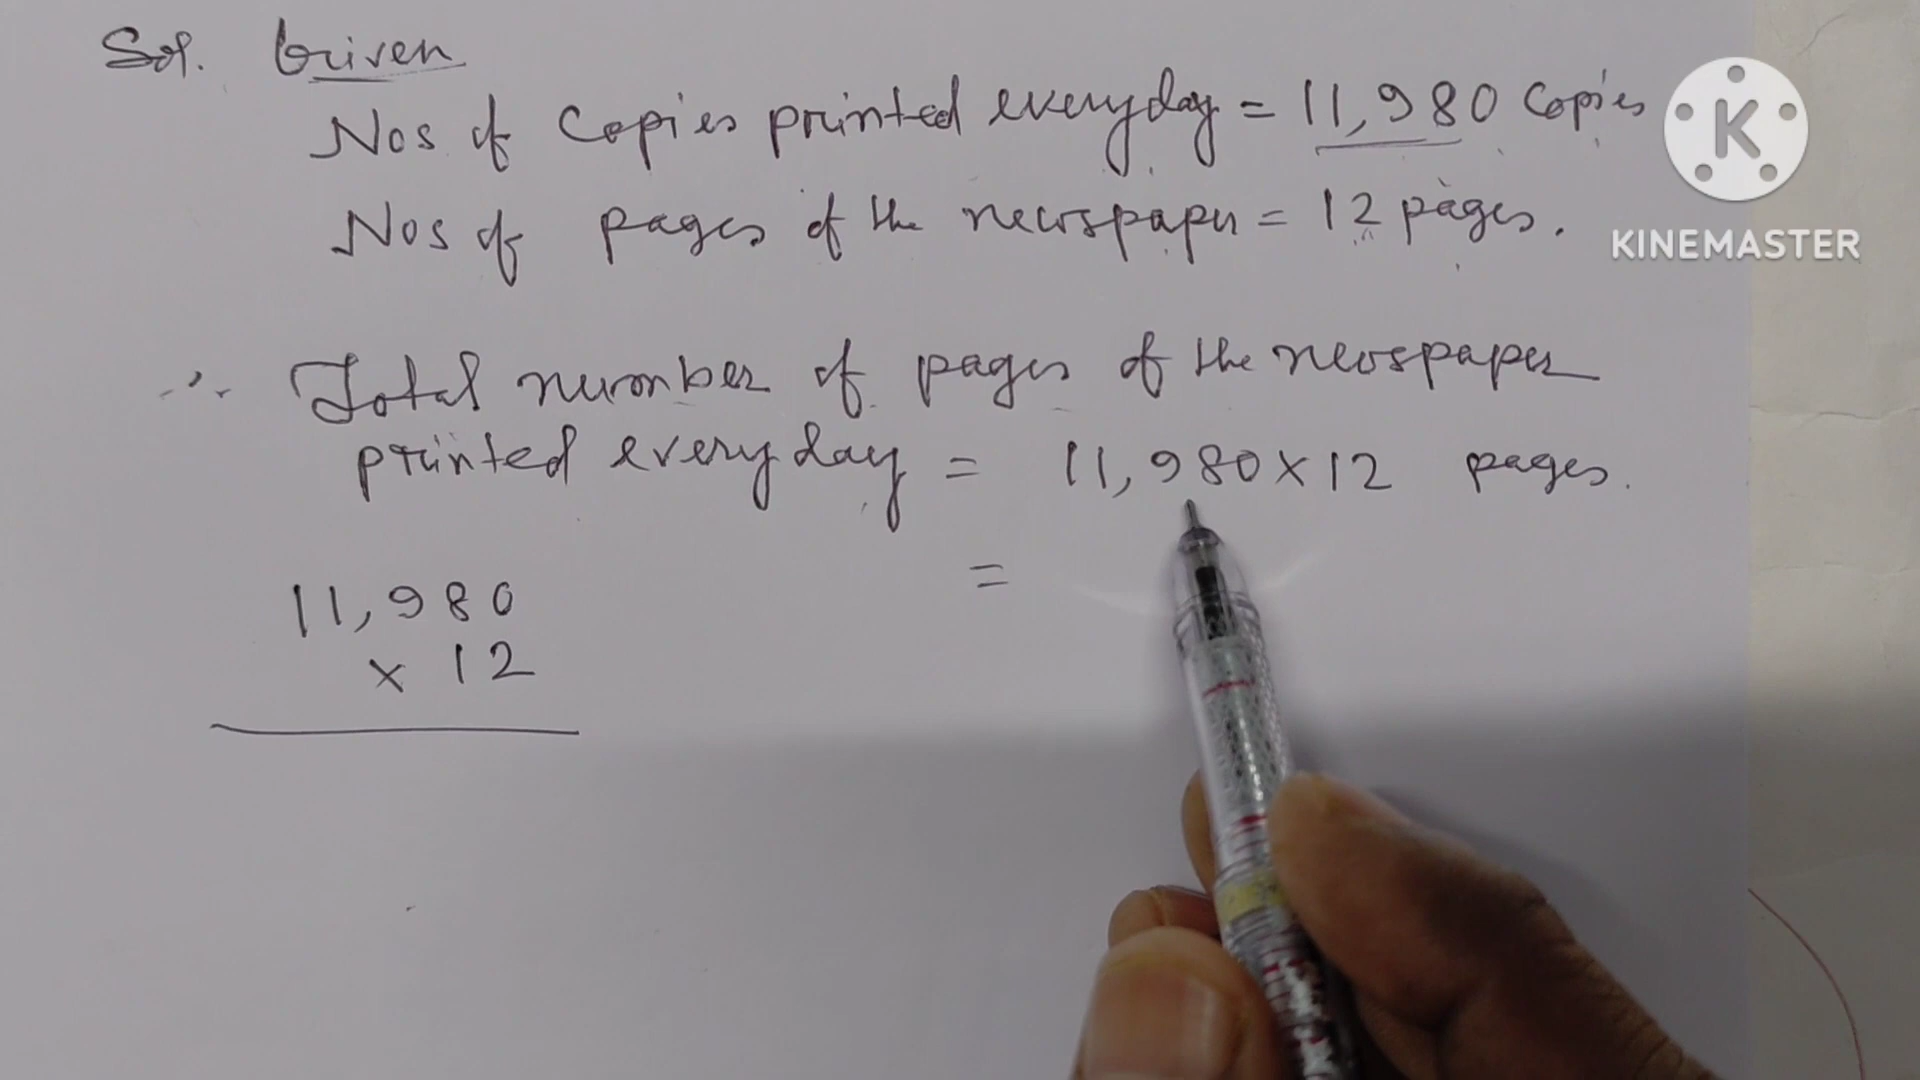 Sol. Given
Nos of Copies printed everyday = 11,980 Copies
Nos of pages of the newspaper = 12 pages.
∴ Total number of pages of the newspaper
printed everyday = 11,980 x 12 pages.
=
11,980
x 12
K
KINEMASTER